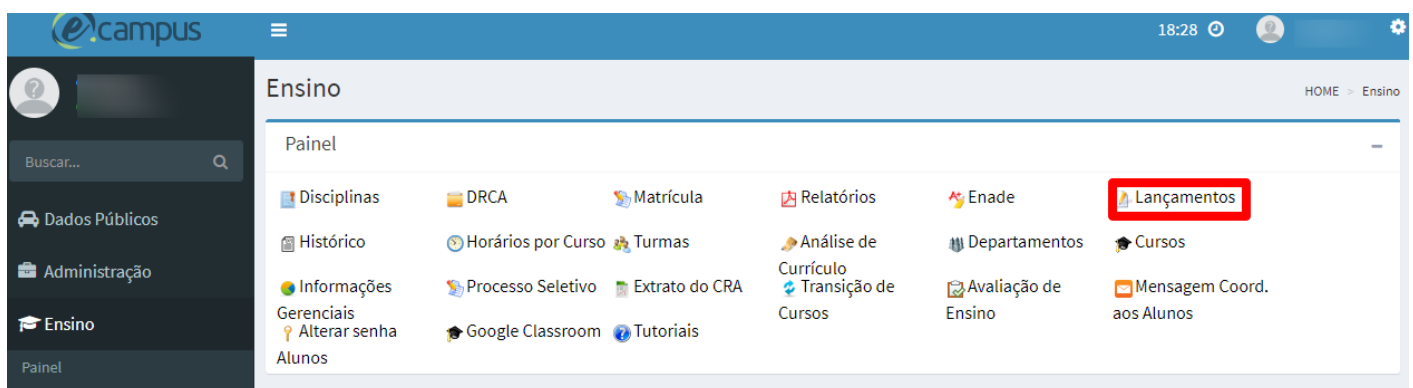 e.campus
18:28
Ensino
HOME > Ensino
Buscar...
Painel
Dados Públicos
Administração
Ensino
Painel
Disciplinas DRCA Matrícula Relatórios Enade Lançamentos
Histórico Horários por Curso Turmas Análise de Currículo Departamentos Cursos
Informações Gerenciais Processo Seletivo Extrato do CRA Transição de Cursos Avaliação de Ensino Mensagem Coord. aos Alunos
Alterar senha Alunos Google Classroom Tutoriais